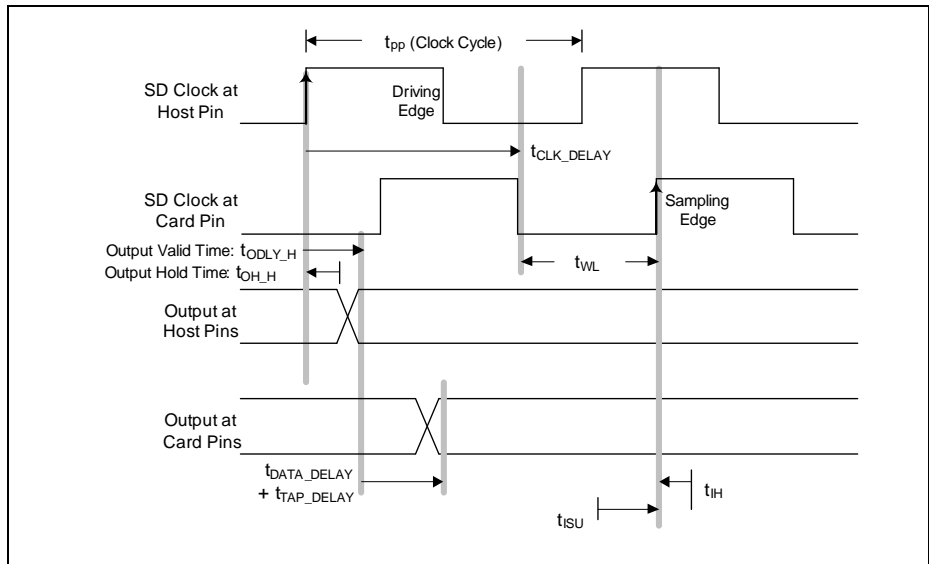 tpp (Clock Cycle)
SD Clock at
Host Pin
Driving
Edge
tCLK_DELAY
SD Clock at
Card Pin
Sampling
Edge
Output Valid Time: tODLY_H
Output Hold Time: tOH_H
tWL
Output at
Host Pins
Output at
Card Pins
tDATA_DELAY
+ tTAP_DELAY
tIH
tISU